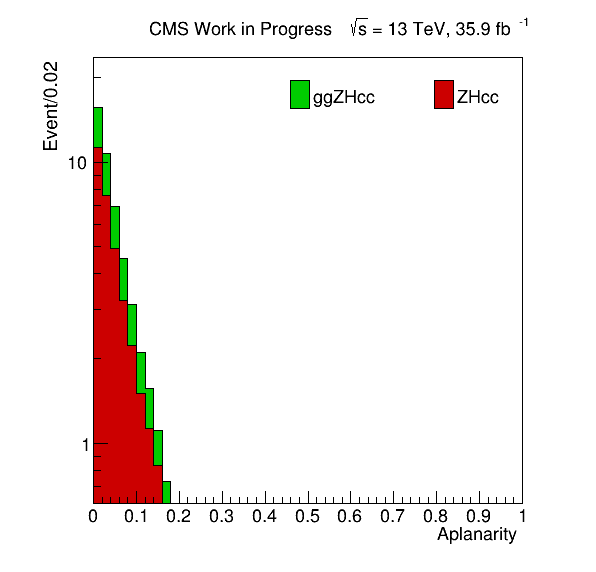 CMS Work in Progress √s = 13 TeV, 35.9 fb -1
Event/0.02
ggZHcc ZHcc
10
1
0 0.1 0.2 0.3 0.4 0.5 0.6 0.7 0.8 0.9 1
Aplanarity